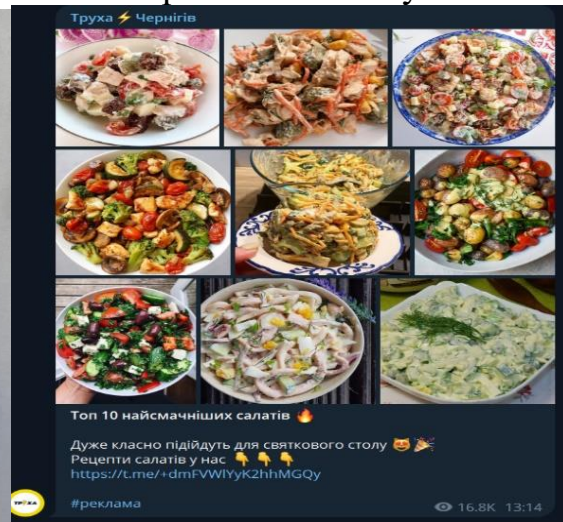 Труха⚡Чернігів
Топ 10 найсмачніших салатів 🔥
Дуже класно підійдуть для святкового столу 😻🎉
Рецепти салатів у нас 👇👇👇
https://t.me/+dmFVWlYyK2hhMGQy
#реклама
ТРУХА
16.8K 13:14